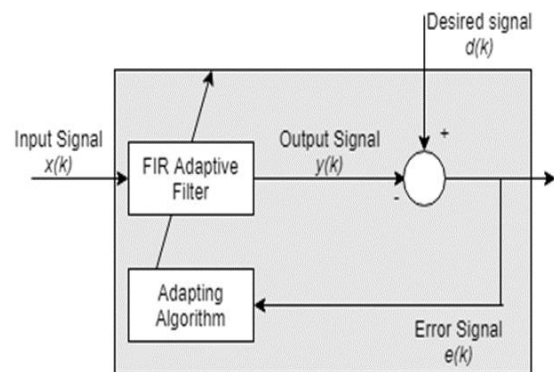 Desired signal
d(k)
Input Signal
x(k)
FIR Adaptive
Filter
Output Signal
y(k)
+
-
Adapting
Algorithm
Error Signal
e(k)